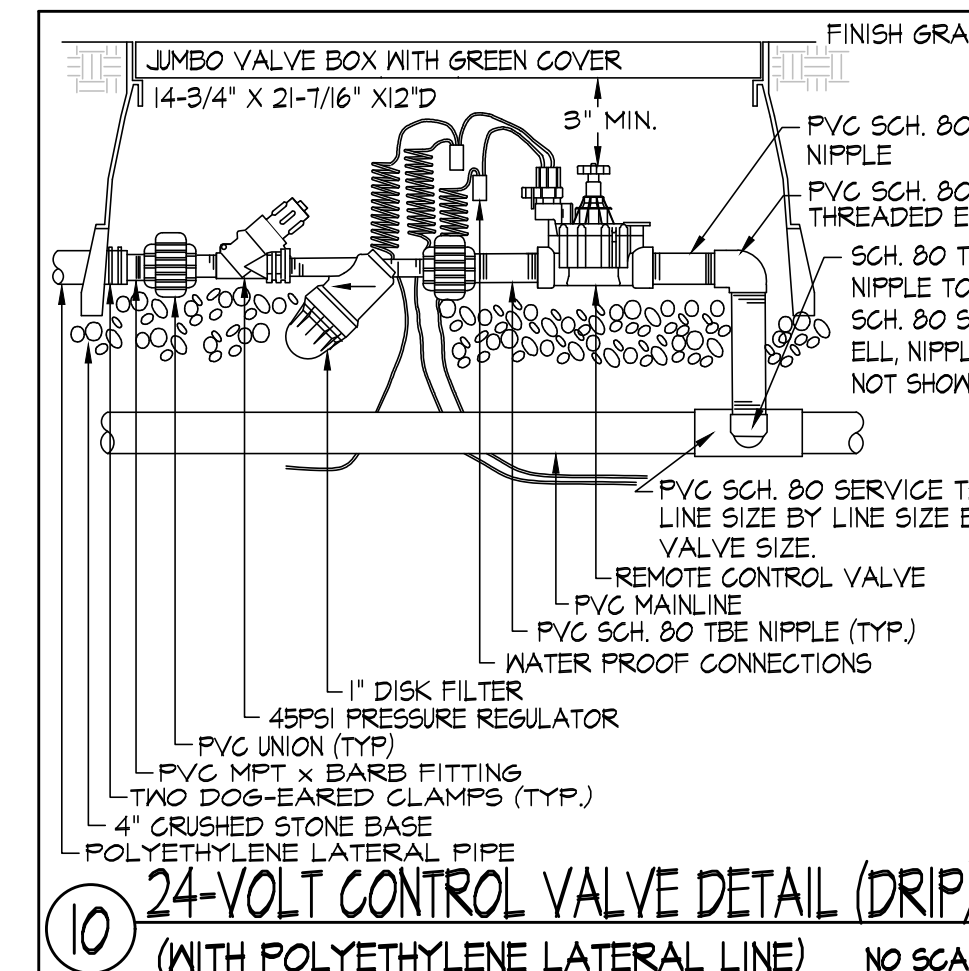 FINISH GRA
JUMBO VALVE BOX WITH GREEN COVER
14-3/4" X 21-7/16" X12"D
3" MIN.
PVC SCH. 80
NIPPLE
PVC SCH. 80
THREADED E
SCH. 80 T
NIPPLE TO
SCH. 80 S
ELL, NIPPL
NOT SHOW
PVC SCH. 80 SERVICE T
LINE SIZE BY LINE SIZE
VALVE SIZE.
REMOTE CONTROL VALVE
PVC MAINLINE
PVC SCH. 80 TBE NIPPLE (TYP.)
WATER PROOF CONNECTIONS
1" DISK FILTER
45PSI PRESSURE REGULATOR
PVC UNION (TYP)
PVC MPT x BARB FITTING
TWO DOG-EARED CLAMPS (TYP.)
4" CRUSHED STONE BASE
POLYETHYLENE LATERAL PIPE
10
24-VOLT CONTROL VALVE DETAIL (DRIP
(WITH POLYETHYLENE LATERAL LINE) NO SCA